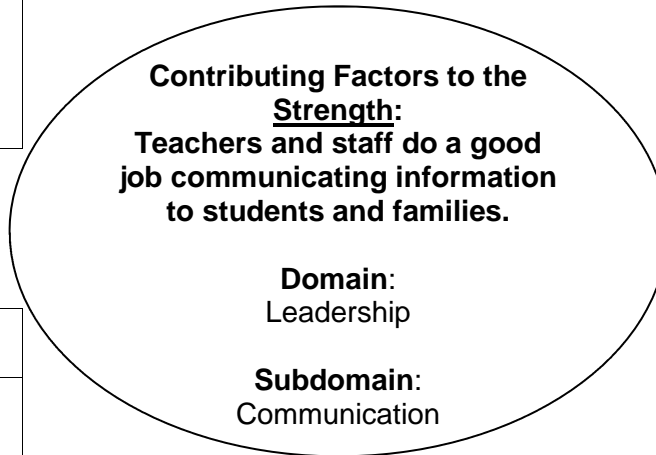 Contributing Factors to the
Strength:
Teachers and staff do a good
job communicating information
to students and families.
Domain:
Leadership
Subdomain:
Communication